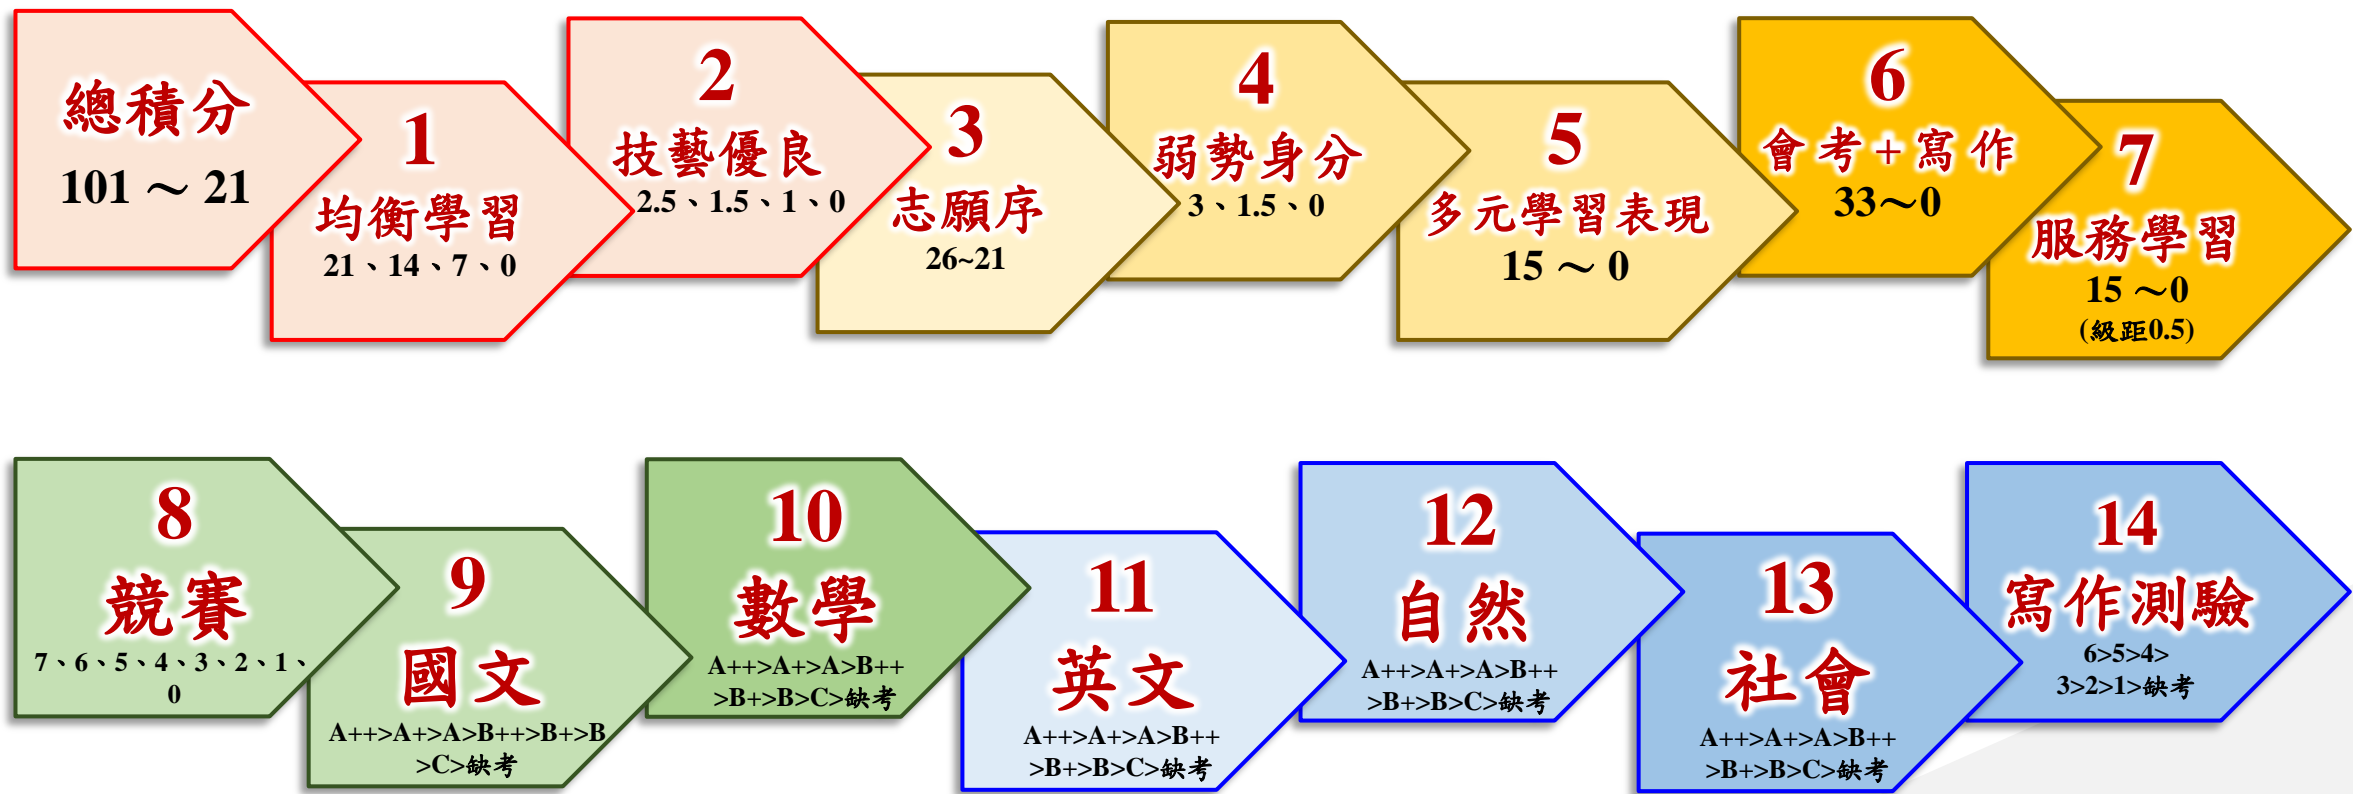 總積分
101 ～ 21
1
均衡學習
21、14、7、0
2
技藝優良
2.5、1.5、1、0
3
志願序
26~21
4
弱勢身分
3、1.5、0
5
多元學習表現
15 ～ 0
6
會考+寫作
33～0
7
服務學習
15 ～0
(級距0.5)
8
競賽
7、6、5、4、3、2、1、
0
9
國文
A++>A+>A>B++>B+>B
>C>缺考
10
數學
A++>A+>A>B++
>B+>B>C>缺考
11
英文
A++>A+>A>B++
>B+>B>C>缺考
12
自然
A++>A+>A>B++
>B+>B>C>缺考
13
社會
A++>A+>A>B++
>B+>B>C>缺考
14
寫作測驗
6>5>4>
3>2>1>缺考